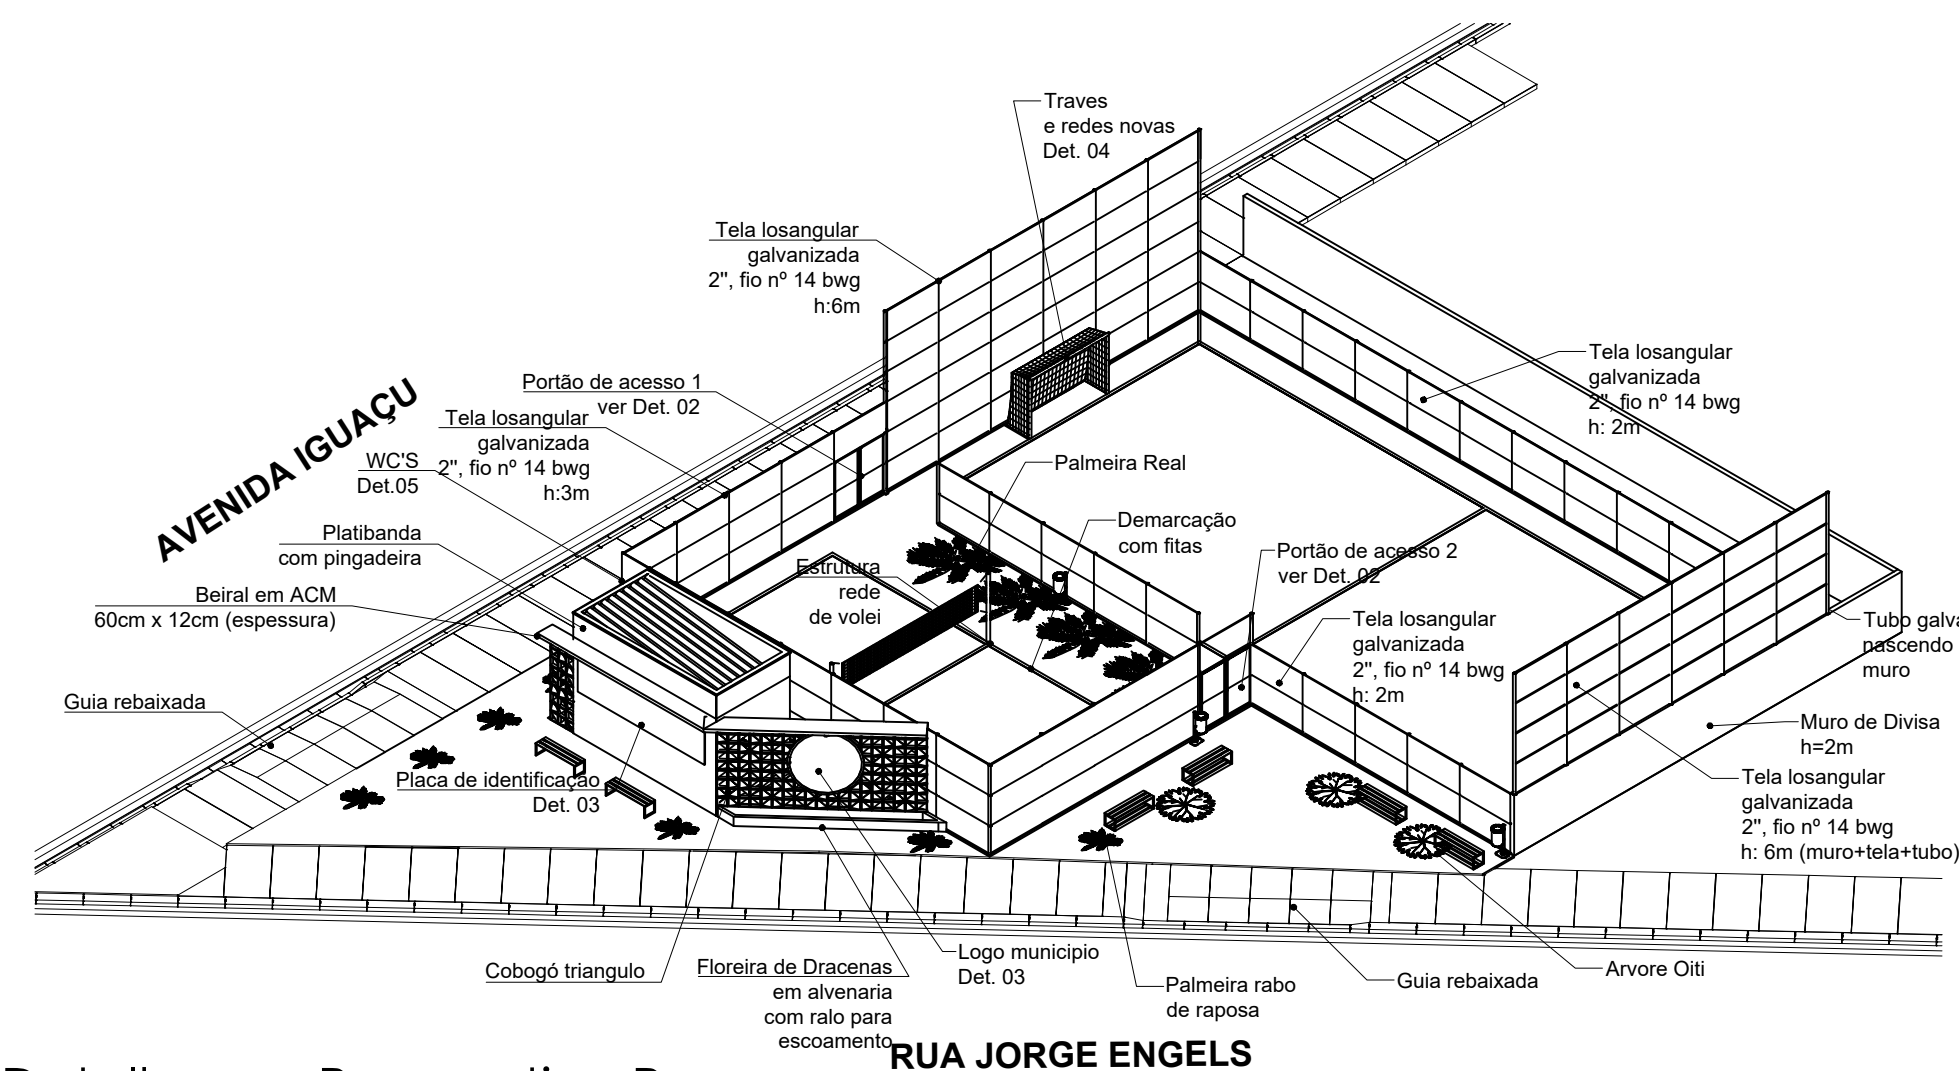 Traves
e redes novas
Det. 04
Tela losangular
galvanizada
2", fio nº 14 bwg
h:6m
Tela losangular
galvanizada
2", fio nº 14 bwg
h: 2m
Portão de acesso 1
ver Det. 02
AVENIDA IGUAÇU
Tela losangular
galvanizada
2", fio nº 14 bwg
h:3m
WC'S
Det.05
Palmeira Real
Platibanda
com pingadeira
Demarcação
com fitas
Estrutura
rede
de volei
Portão de acesso 2
ver Det. 02
Beiral em ACM
60cm x 12cm (espessura)
Tela losangular
galvanizada
2", fio nº 14 bwg
h: 2m
Tubo galva
nascendo
muro
Guia rebaixada
Muro de Divisa
h=2m
Placa de identificação
Det. 03
Tela losangular
galvanizada
2", fio nº 14 bwg
h: 6m (muro+tela+tubo)
Cobogó triangulo
Floreira de Dracenas
em alvenaria
com ralo para
escoamento
Logo municipio
Det. 03
Palmeira rabo
de raposa
Guia rebaixada
Arvore Oiti
RUA JORGE ENGELS